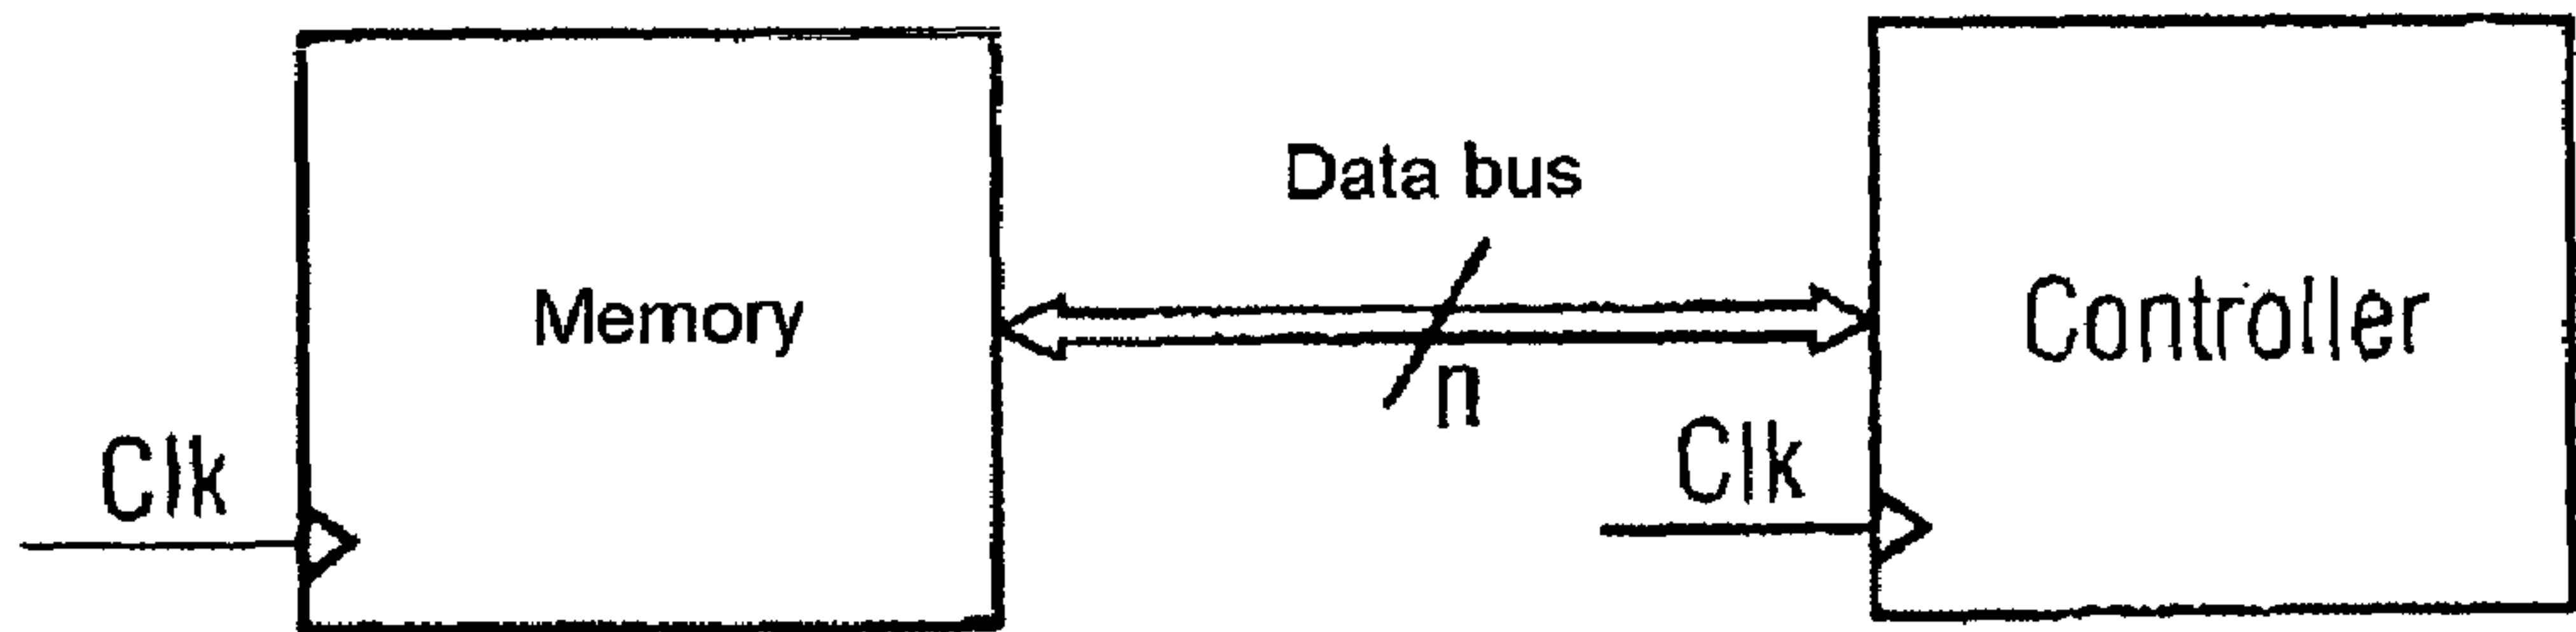 Data bus
Memory
Controller
n
Clk
Clk